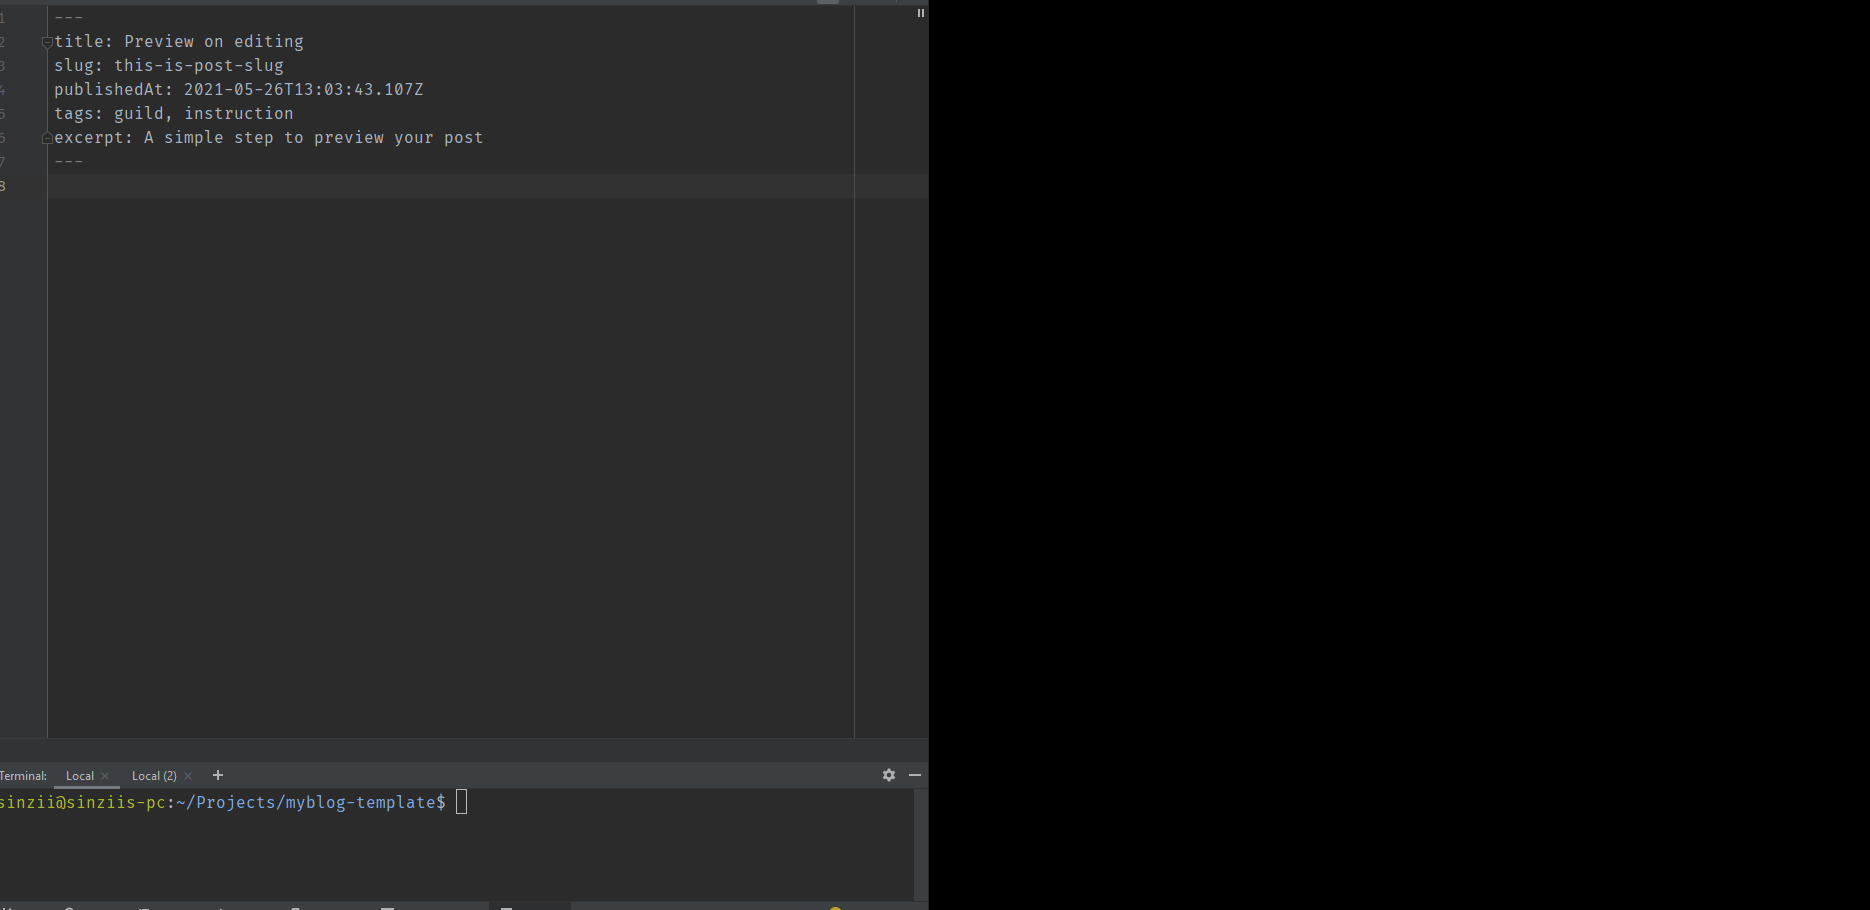 1 ---
2 title: Preview on editing
3 slug: this-is-post-slug
4 publishedAt: 2021-05-26T13:03:43.107Z
5 tags: guild, instruction
6 excerpt: A simple step to preview your post
7 ---
8
Terminal: Local × Local (2) × +
sinzii@sinziis-pc:~/Projects/myblog-template$